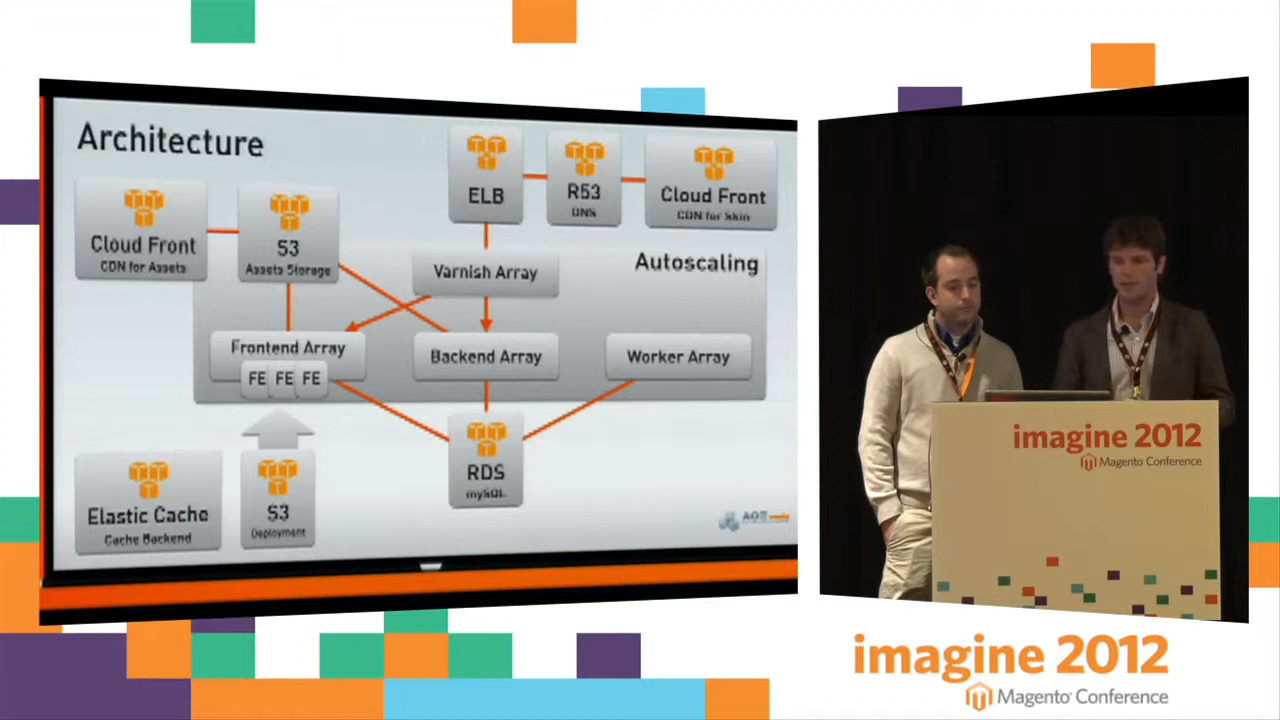 Architecture
ELB
R53
DNS
Cloud Front
CDN for Skin
Cloud Front
CDN for Assets
S3
Assets Storage
Varnish Array
Autoscaling
Frontend Array
FE
FE
FE
Backend Array
Worker Array
RDS
mySQL
Elastic Cache
Cache Backend
S3
Deployment
AOE media
imagine 2012
Magento Conference
imagine 2012
Magento Conference